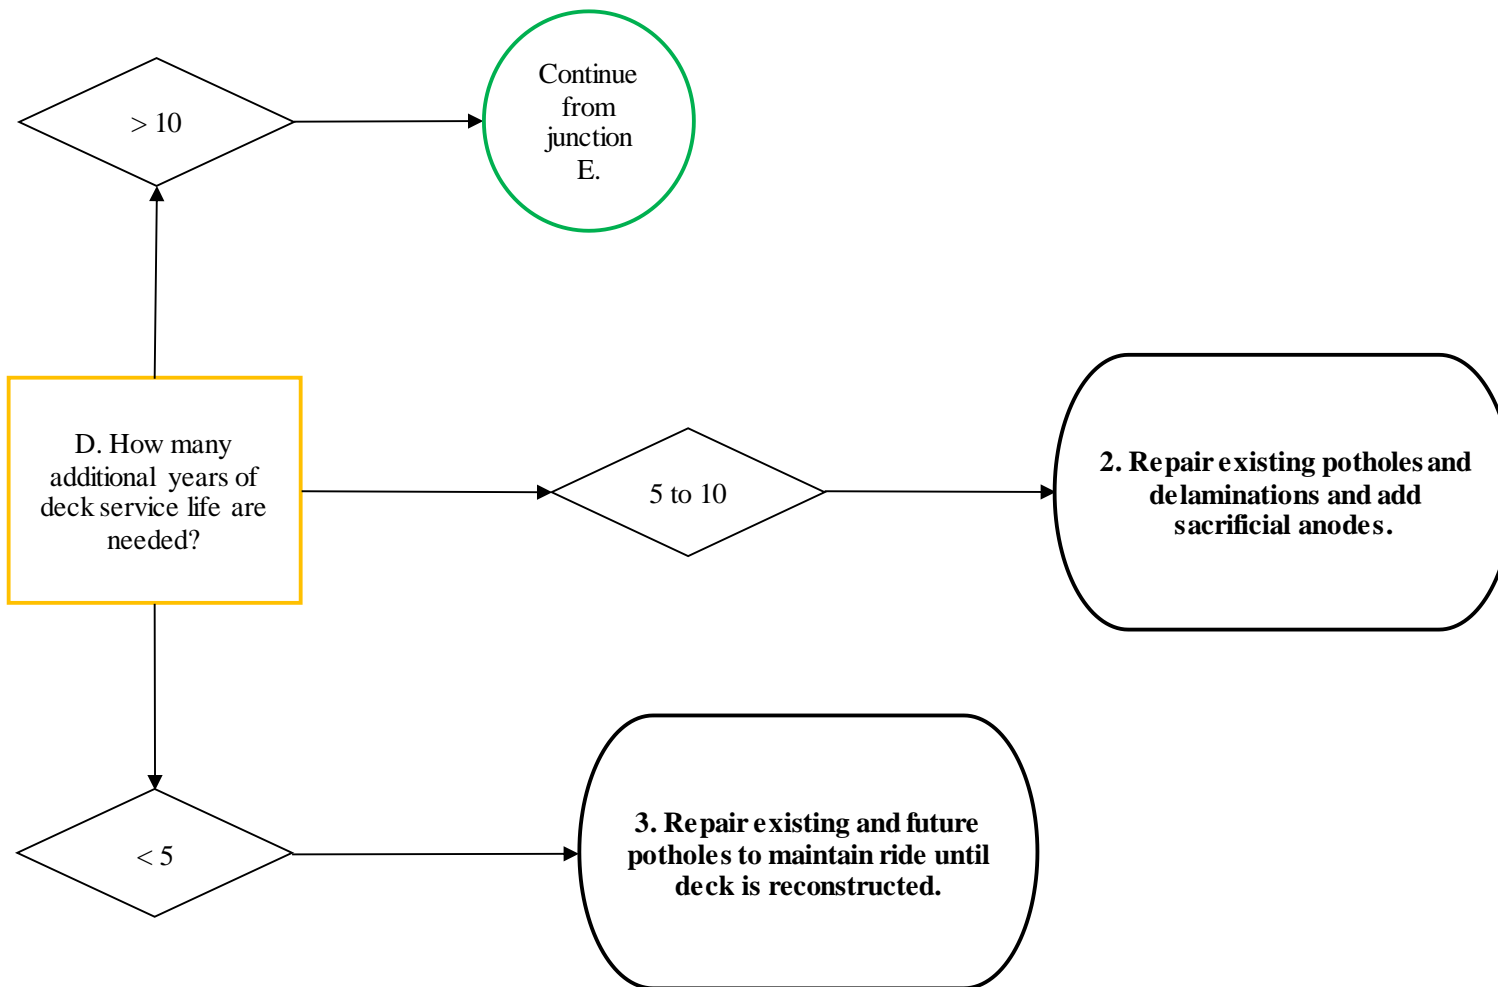 > 10
Continue
from
junction
E.
D. How many
additional years of
deck service life are
needed?
5 to 10
2. Repair existing potholes and
delaminations and add
sacrificial anodes.
< 5
3. Repair existing and future
potholes to maintain ride until
deck is reconstructed.